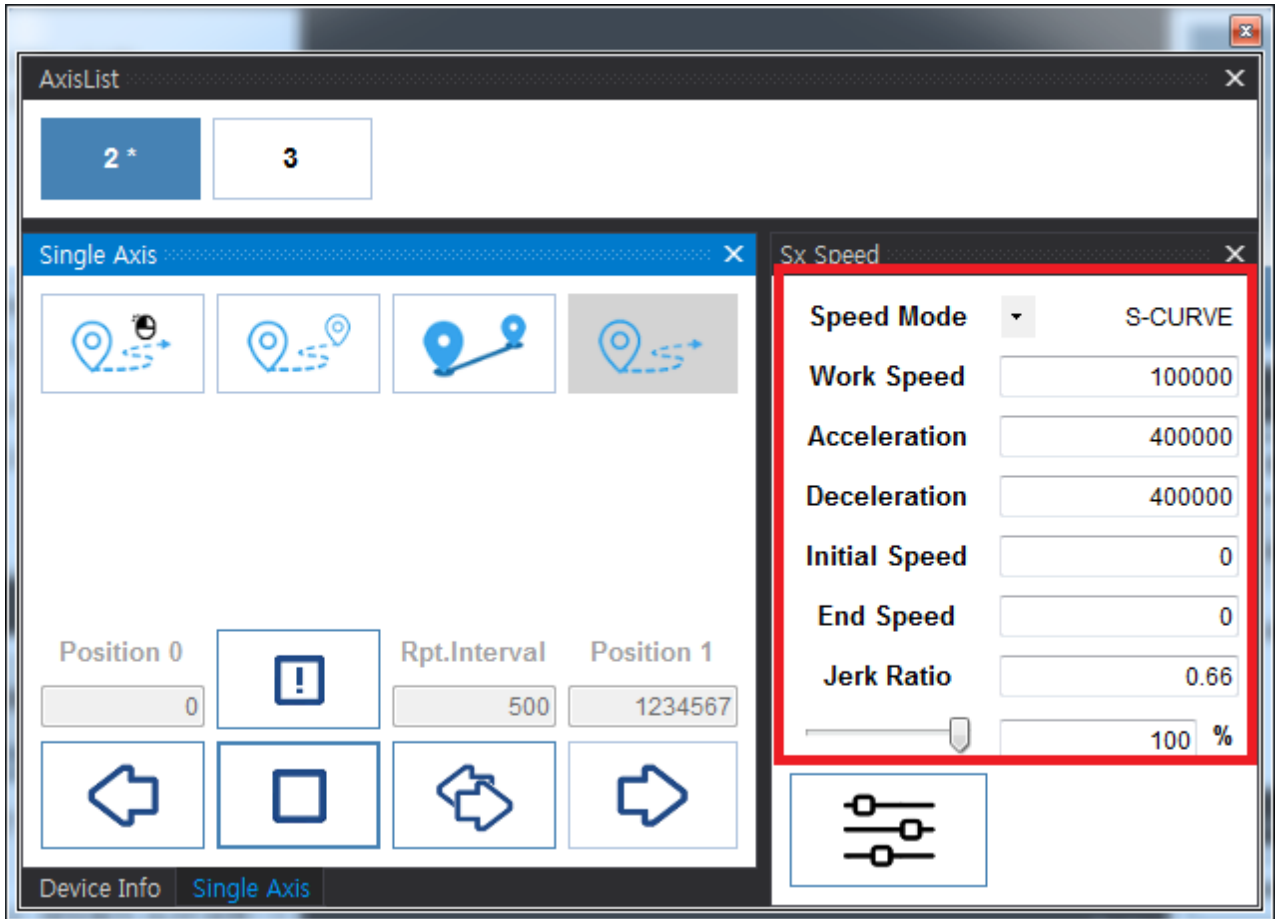 AxisList
2 *
3
Single Axis
Sx Speed
Speed Mode S-CURVE
Work Speed 100000
Acceleration 400000
Deceleration 400000
Initial Speed 0
End Speed 0
Jerk Ratio 0.66
100 %
Position 0 Rpt.Interval Position 1
0 500 1234567
Device Info Single Axis